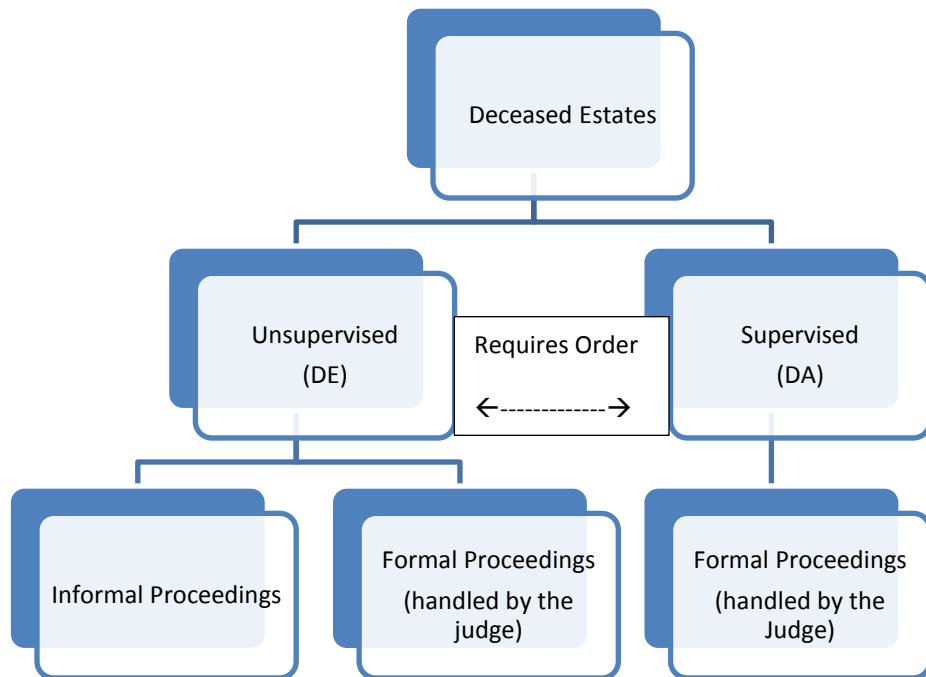 Deceased Estates
Unsupervised
(DE)
Requires Order
←-------------→
Supervised
(DA)
Informal Proceedings
Formal Proceedings
(handled by the
judge)
Formal Proceedings
(handled by the
Judge)